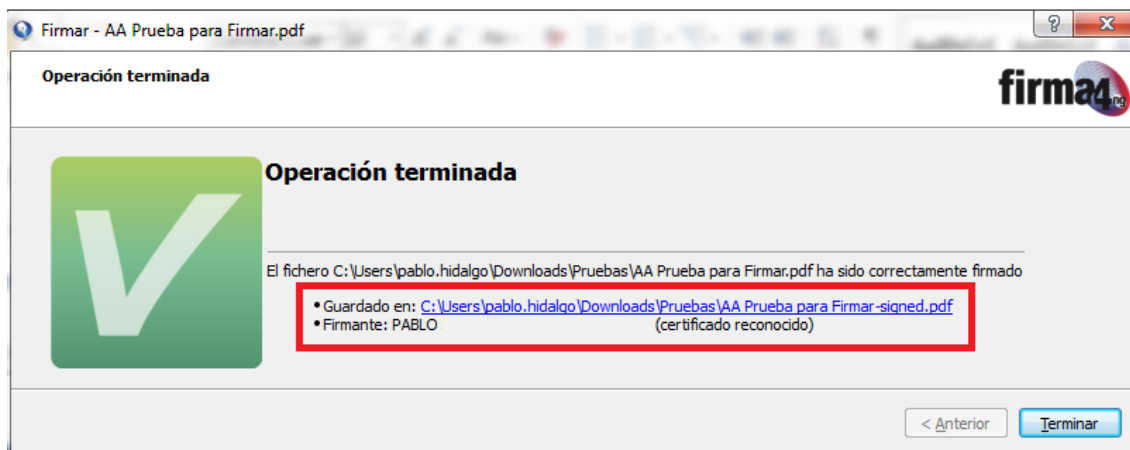 Firmar - AA Prueba para Firmar.pdf
Operación terminada
firma4ng
Operación terminada
El fichero C:\Users\pablo.hidalgo\Downloads\Pruebas\AA Prueba para Firmar.pdf ha sido correctamente firmado
•Guardado en: C:\Users\pablo.hidalgo\Downloads\Pruebas\AA Prueba para Firmar-signed.pdf
•Firmante: PABLO (certificado reconocido)
< Anterior Terminar